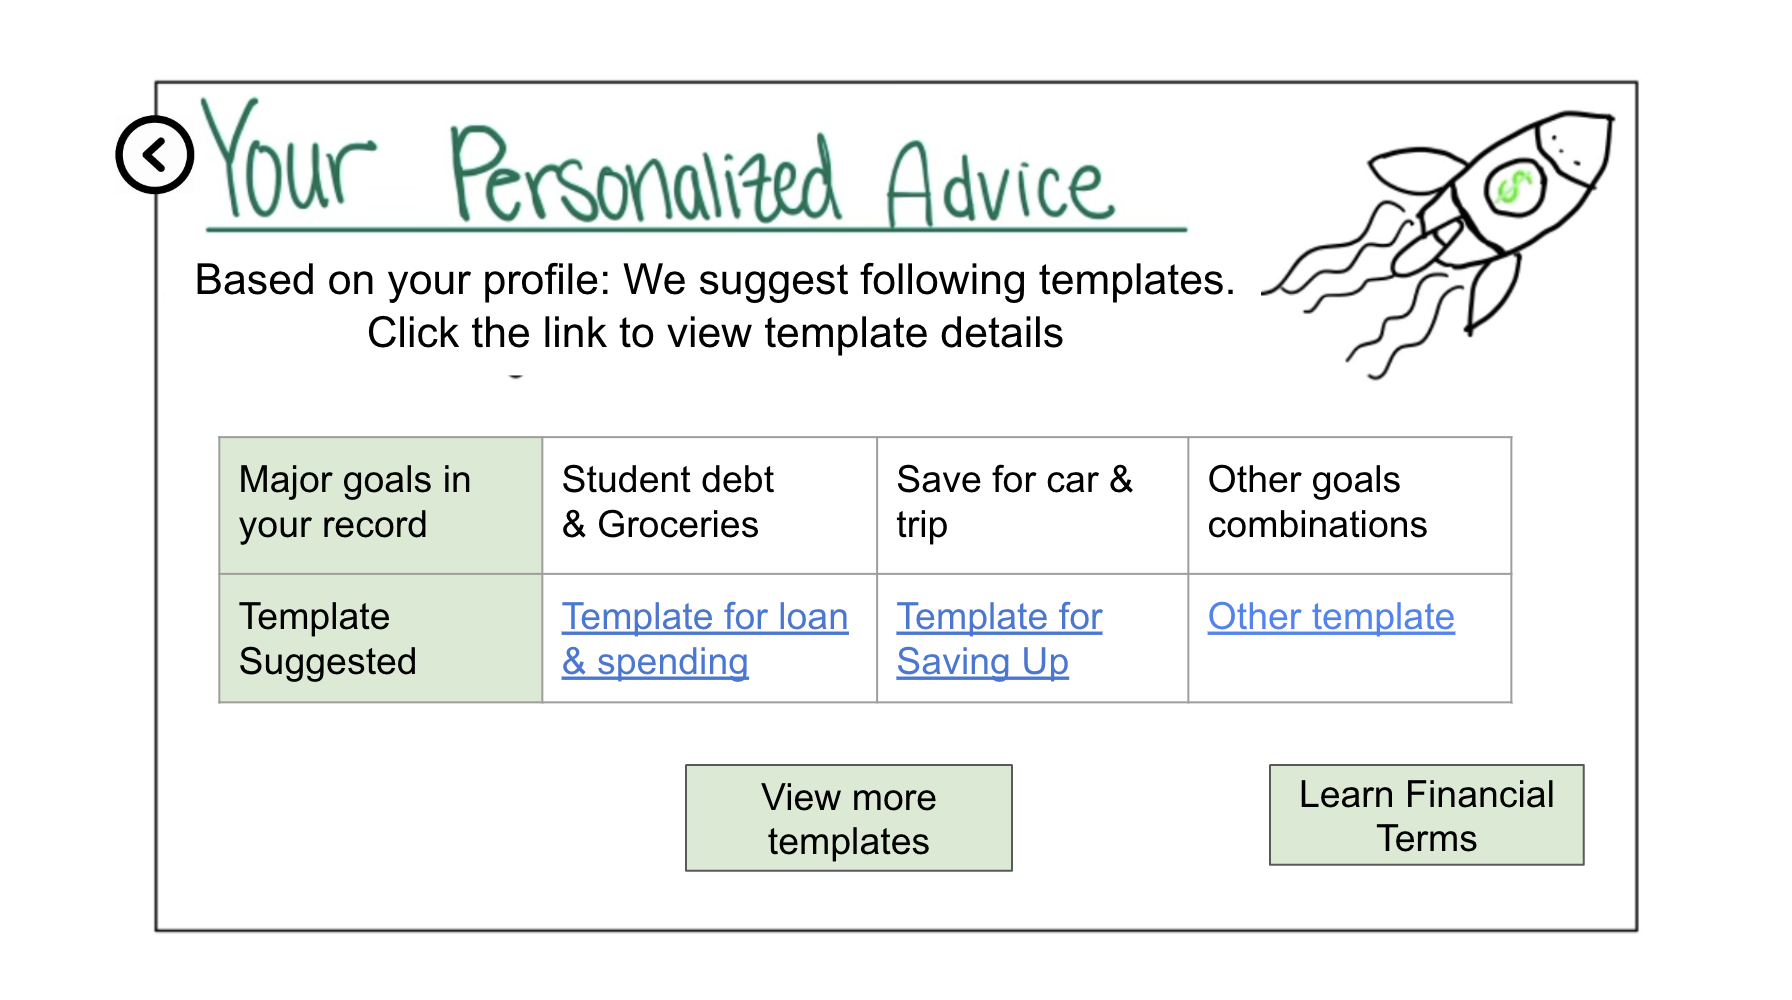 Your Personalized Advice
Based on your profile: We suggest following templates.
Click the link to view template details
Major goals in
your record
Student debt
& Groceries
Save for car &
trip
Other goals
combinations
Template
Suggested
Template for loan
& spending
Template for
Saving Up
Other template
View more
templates
Learn Financial
Terms
$